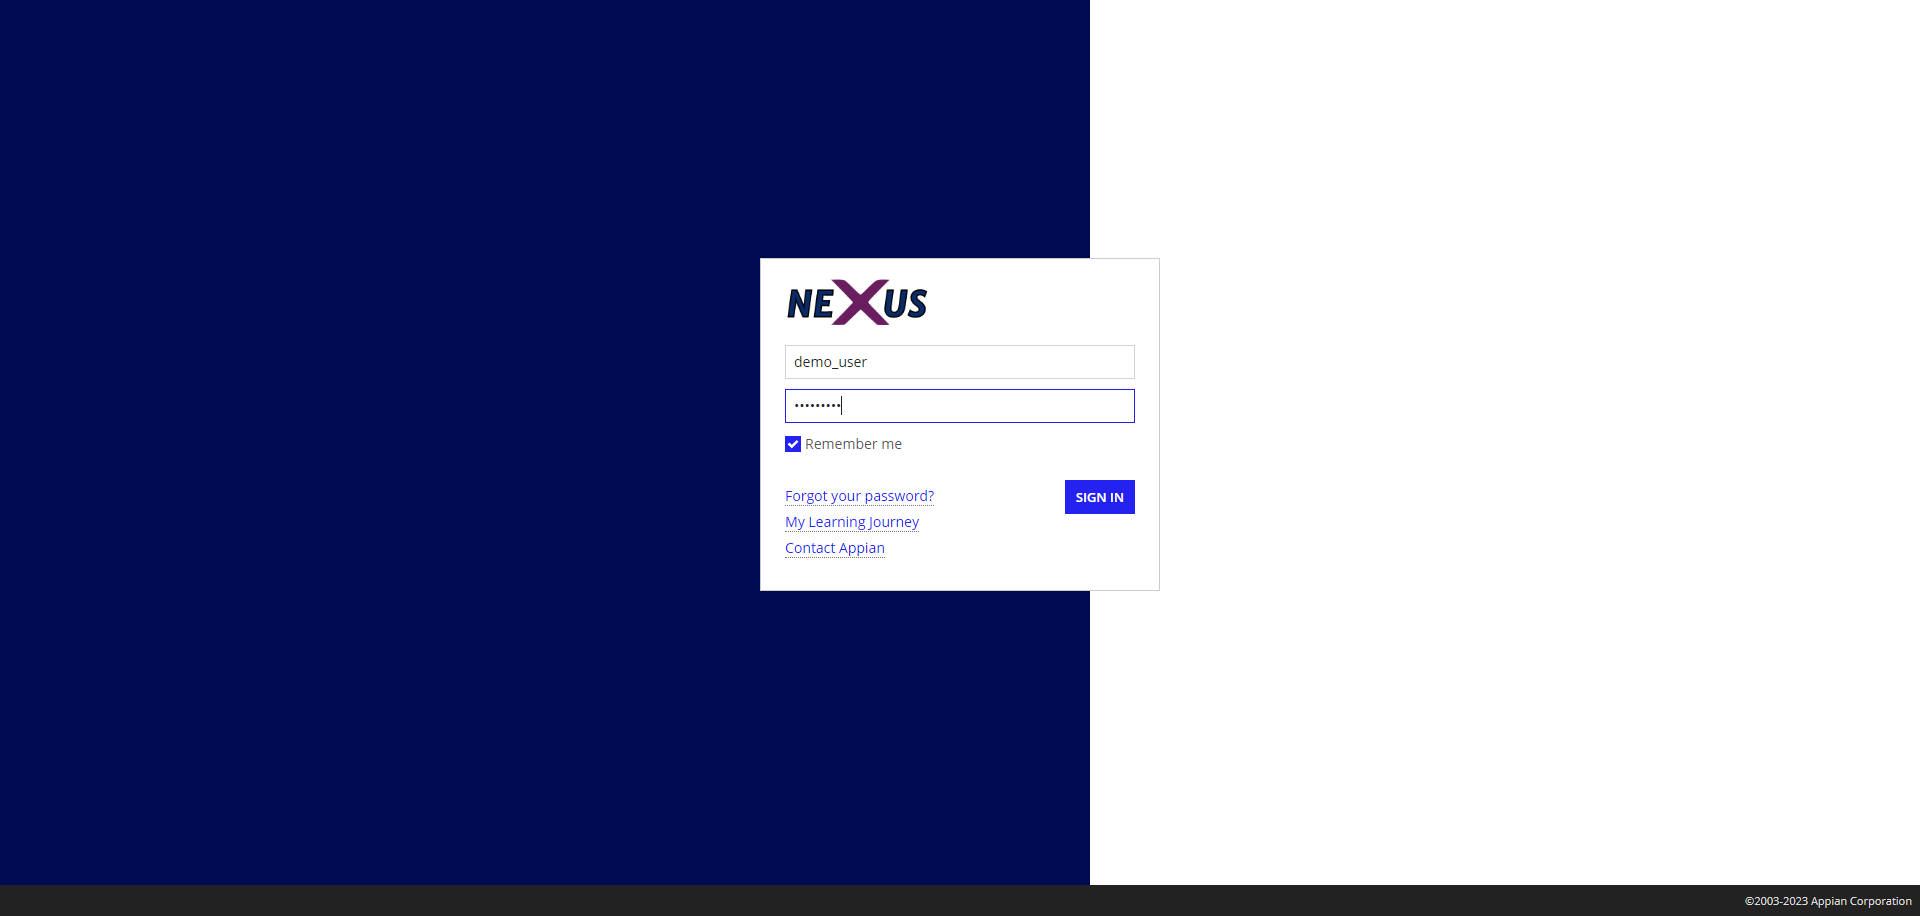 NEXUS
demo_user
•••••••••
Remember me
Forgot your password?
SIGN IN
My Learning Journey
Contact Appian
©2003-2023 Appian Corporation